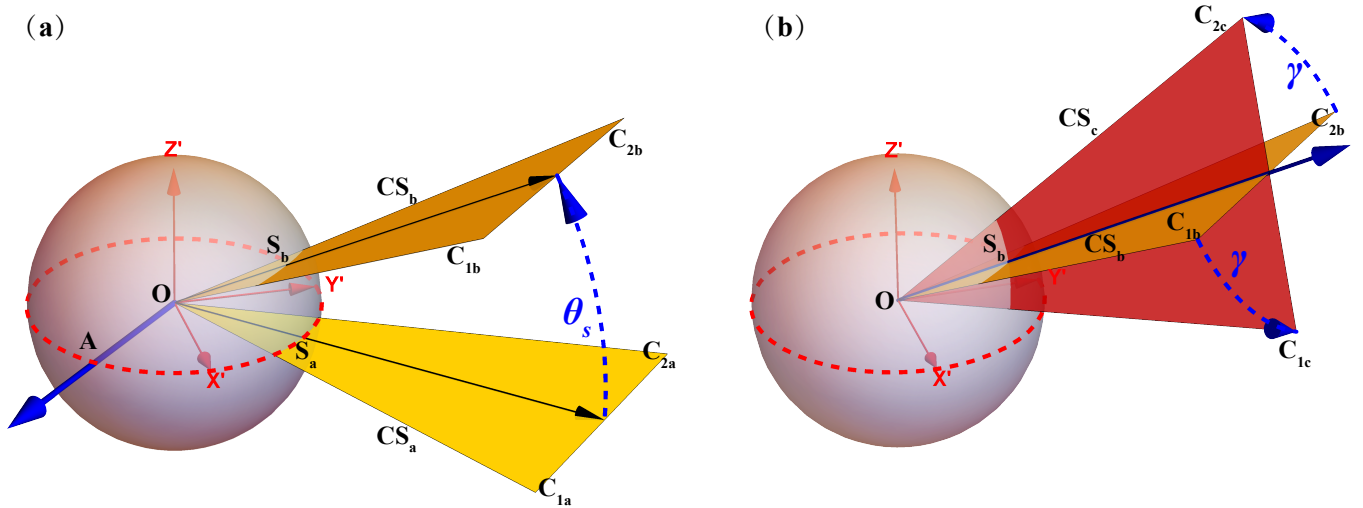 (a)
Z'
CS_b
C_2b
S_b
C_1b
O
Y'
θ_s
A
S_a
C_2a
X'
CS_a
C_1a
(b)
C_2c
γ
CS_c
C_2b
Z'
S_b
C_1b
CS_b
Y'
γ
O
C_1c
X'